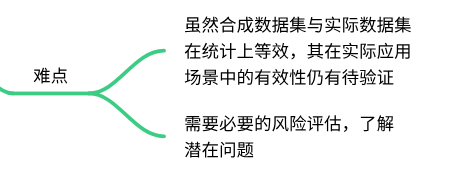 难点
虽然合成数据集与实际数据集
在统计上等效，其在实际应用
场景中的有效性仍有待验证
需要必要的风险评估，了解
潜在问题